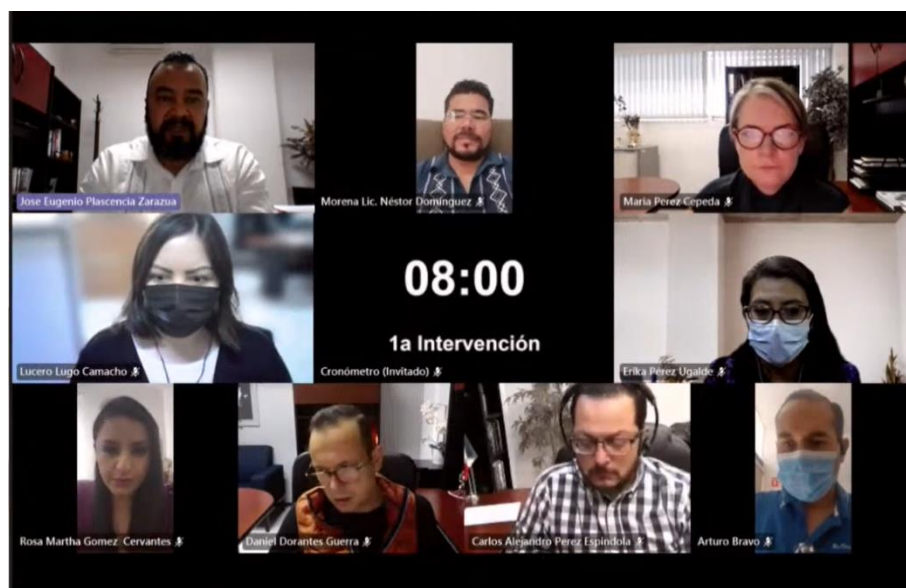 Jose Eugenio Plascencia Zarazua
Morena Lic. Néstor Domínguez
Maria Perez Cepeda
Lucero Lugo Camacho
08:00
1a Intervención
Cronómetro (Invitado)
Erika Pérez Ugalde
Rosa Martha Gomez Cervantes
Daniel Dorantes Guerra
Carlos Alejandro Perez Espindola
Arturo Bravo